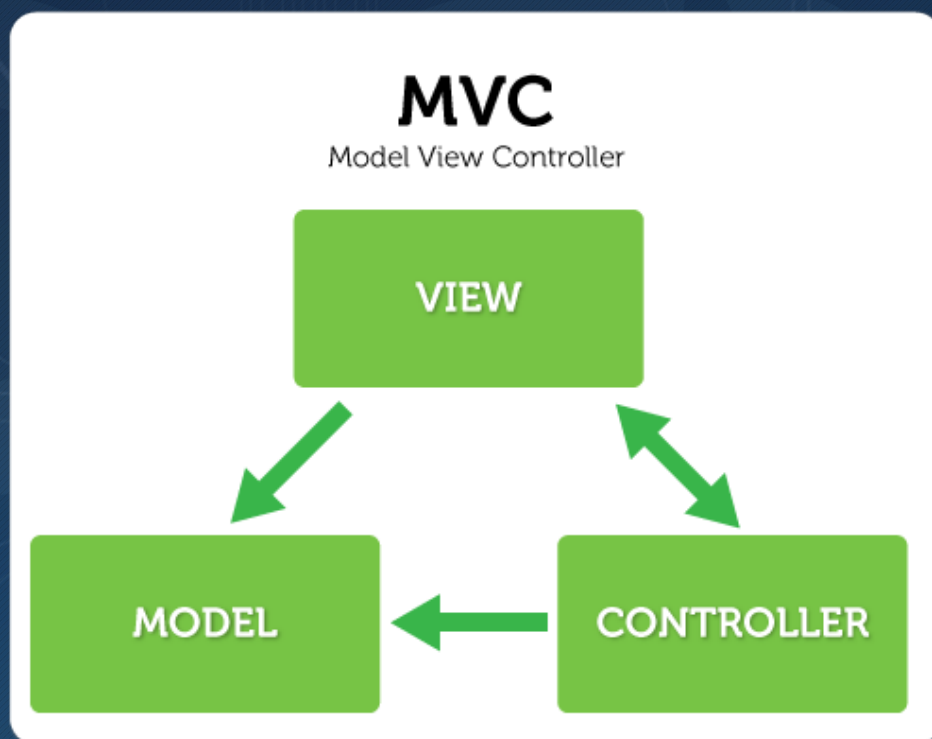 MVC
Model View Controller
VIEW
MODEL
CONTROLLER